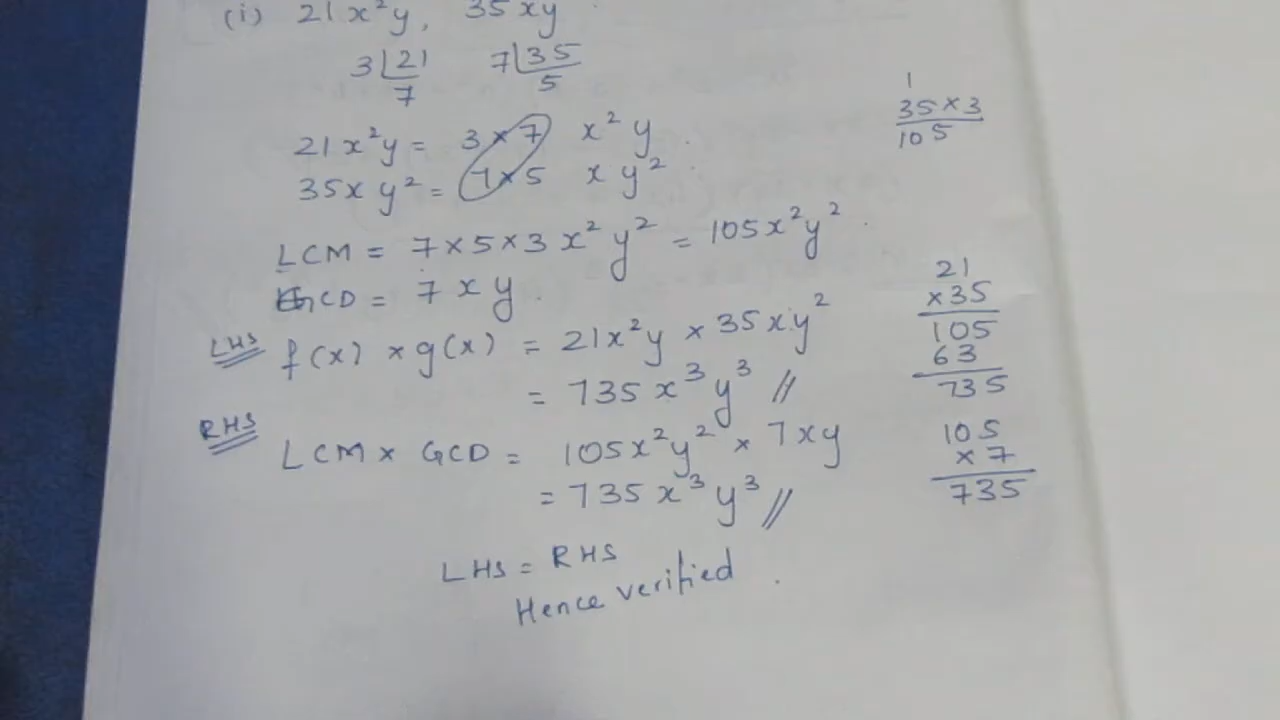 (i) 21x²y, 35xy
3 | 21    7 | 35
7    5
1
35×3
105
21x²y = 3×7 x²y
35xy² = 7×5 xy²
LCM = 7×5×3 x²y² = 105x²y².
GCD = 7xy.
21
×35
105
63
735
LHS f(x) × g(x) = 21x²y × 35xy²
= 735x³y³ //
RHS LCM × GCD = 105x²y² × 7xy
= 735x³y³ //
105
×7
735
LHS = RHS
Hence verified.